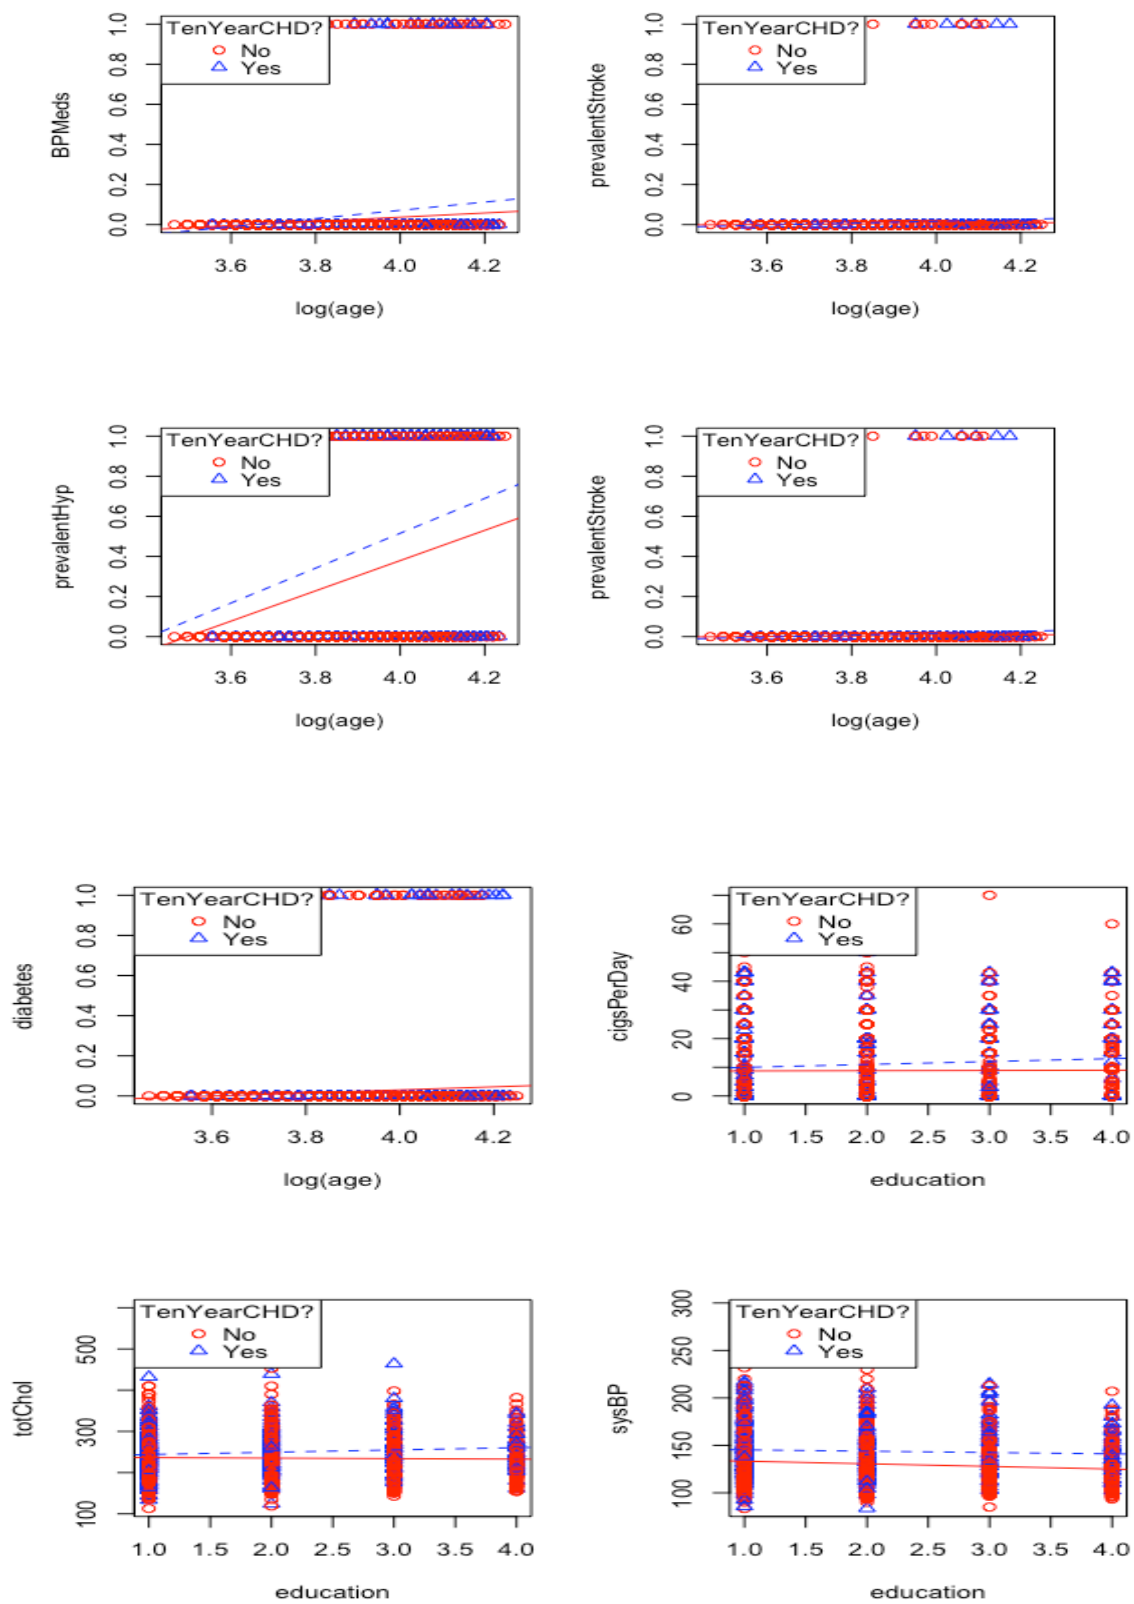 TenYearCHD?
No
Yes
BPMeds
0.0 0.2 0.4 0.6 0.8 1.0
3.6 3.8 4.0 4.2
log(age)
TenYearCHD?
No
Yes
prevalentStroke
0.0 0.2 0.4 0.6 0.8 1.0
3.6 3.8 4.0 4.2
log(age)
TenYearCHD?
No
Yes
prevalentHyp
0.0 0.2 0.4 0.6 0.8 1.0
3.6 3.8 4.0 4.2
log(age)
TenYearCHD?
No
Yes
prevalentStroke
0.0 0.2 0.4 0.6 0.8 1.0
3.6 3.8 4.0 4.2
log(age)
TenYearCHD?
No
Yes
diabetes
0.0 0.2 0.4 0.6 0.8 1.0
3.6 3.8 4.0 4.2
log(age)
TenYearCHD?
No
Yes
cigsPerDay
0 20 40 60
1.0 1.5 2.0 2.5 3.0 3.5 4.0
education
TenYearCHD?
No
Yes
totChol
100 300 500
1.0 1.5 2.0 2.5 3.0 3.5 4.0
education
TenYearCHD?
No
Yes
sysBP
100 150 200 250 300
1.0 1.5 2.0 2.5 3.0 3.5 4.0
education